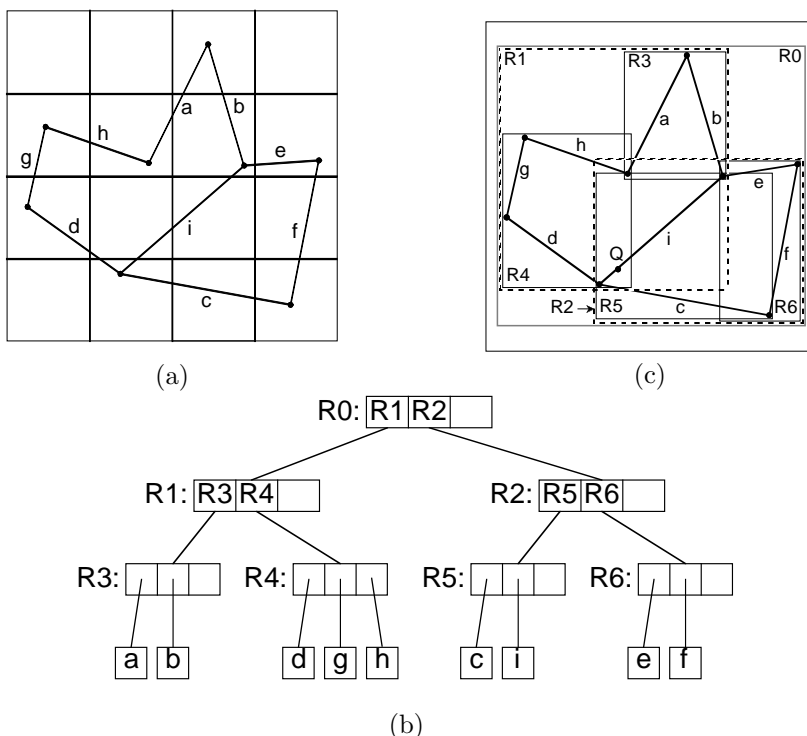 a
b
h
e
g
d
i
f
c
(a)
R1
R3
R0
a
b
h
g
e
d
i
f
Q
R4
R2
R5
c
R6
(c)
R0: R1 R2
R1: R3 R4
R2: R5 R6
R3:
R4:
R5:
R6:
a b d g h c i e f
(b)